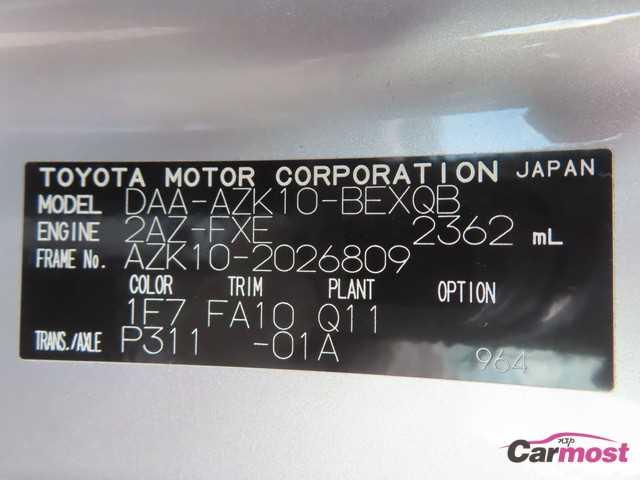 TOYOTA MOTOR CORPORATION JAPAN
MODEL DAA-AZK10-BEXQB
ENGINE 2AZ-FXE 2362 mL
FRAME No. AZK10-2026809
COLOR TRIM PLANT OPTION
1F7 FA10 Q11
TRANS./AXLE P311 -01A 964
Carmost